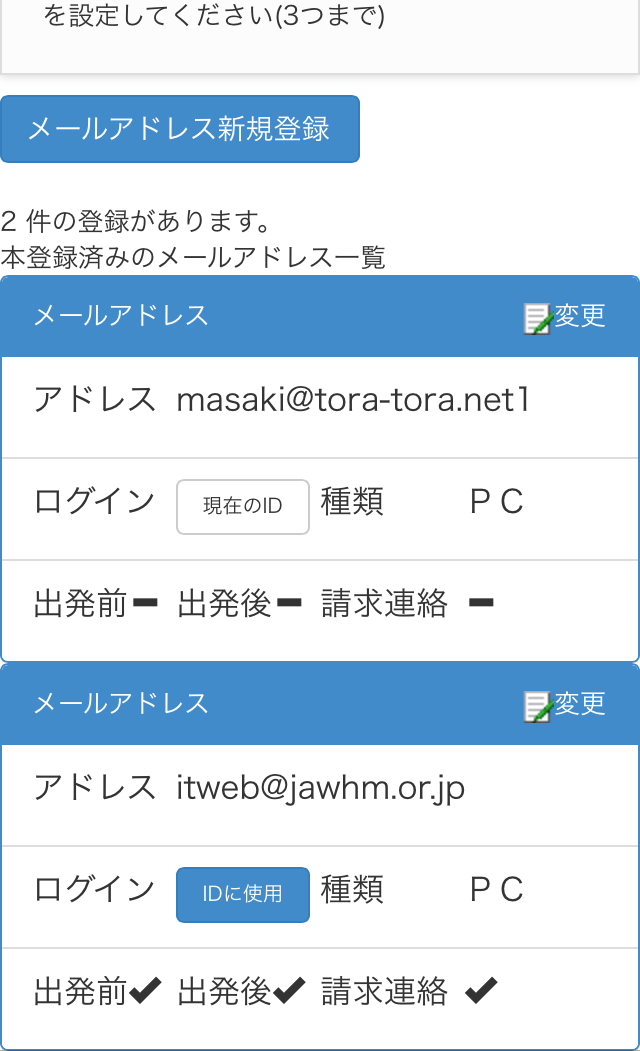 を設定してください(3つまで)
メールアドレス新規登録
2 件の登録があります。
本登録済みのメールアドレス一覧
メールアドレス 変更
アドレス masaki@tora-tora.net1
ログイン 現在のID 種類 ＰＣ
出発前 出発後 請求連絡
メールアドレス 変更
アドレス itweb@jawhm.or.jp
ログイン IDに使用 種類 ＰＣ
出発前 出発後 請求連絡